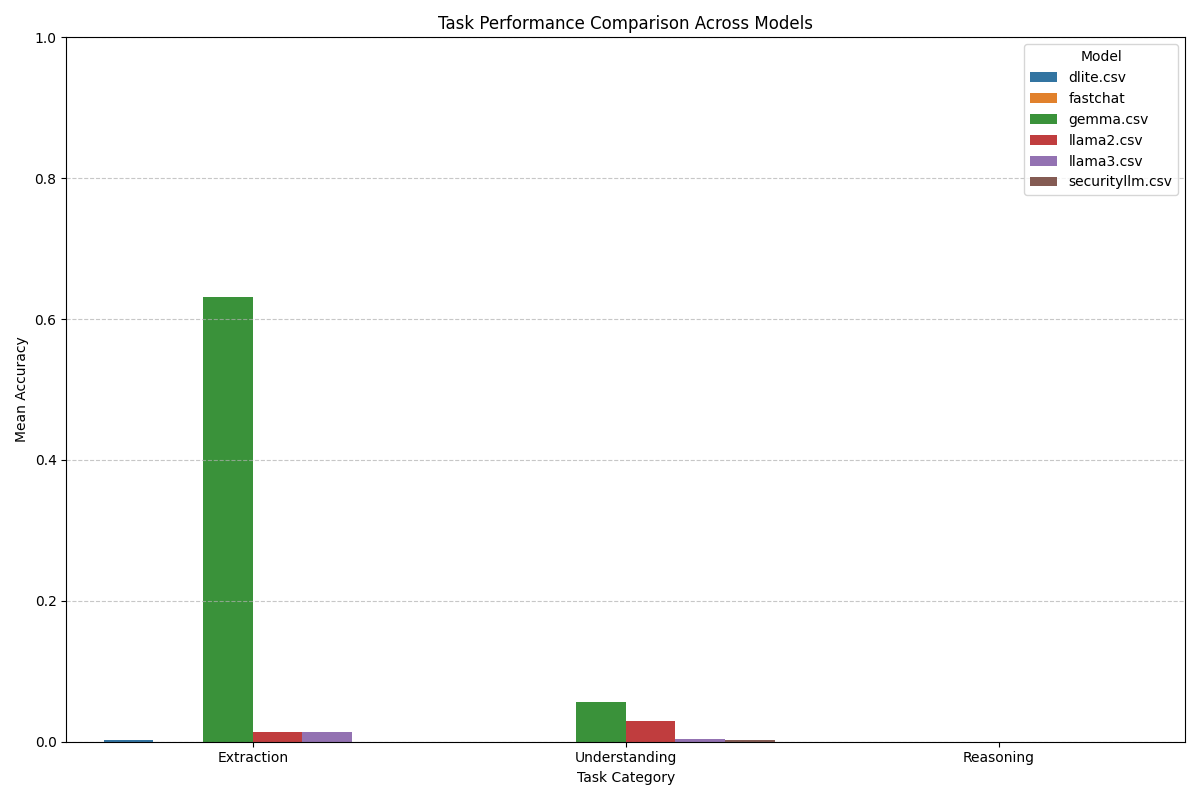 Task Performance Comparison Across Models
Mean Accuracy
1.0
0.8
0.6
0.4
0.2
0.0
Model
dlite.csv
fastchat
gemma.csv
llama2.csv
llama3.csv
securityllm.csv
Extraction
Understanding
Reasoning
Task Category